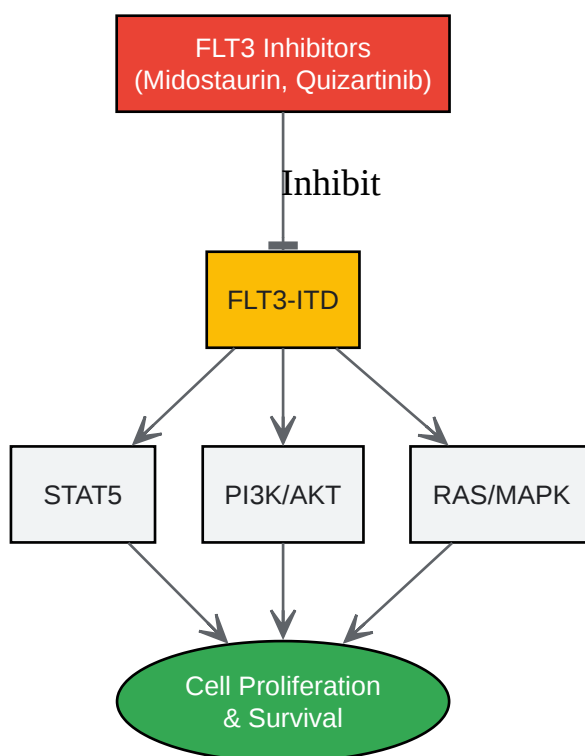 FLT3 Inhibitors
(Midostaurin, Quizartinib)
Inhibit
FLT3-ITD
STAT5
PI3K/AKT
RAS/MAPK
Cell Proliferation
& Survival